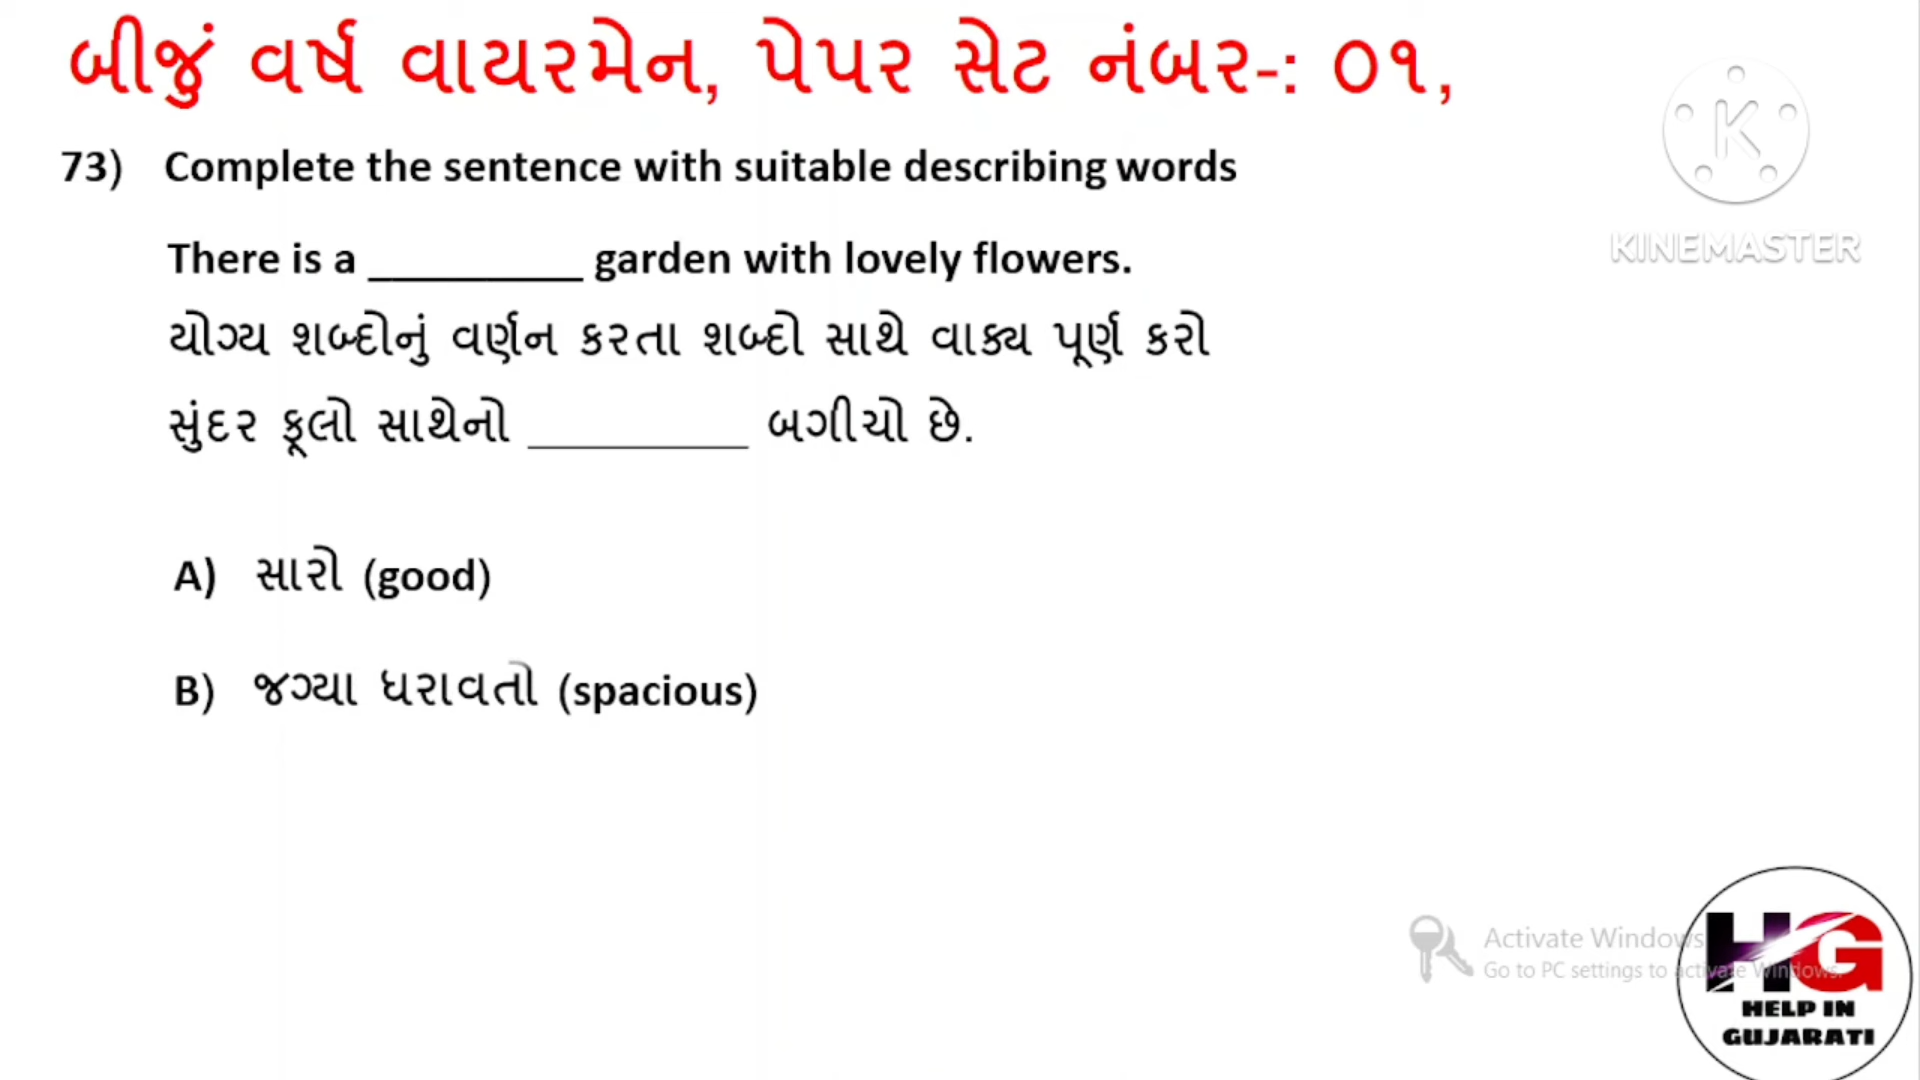 બીજું વર્ષ વાયરમેન, પેપર સેટ નંબર-: ૦૧,
73) Complete the sentence with suitable describing words
There is a _________ garden with lovely flowers.
યોગ્ય શબ્દોનું વર્ણન કરતા શબ્દો સાથે વાક્ય પૂર્ણ કરો
સુંદર ફૂલો સાથેનો _________ બગીચો છે.
A) સારો (good)
B) જગ્યા ધરાવતો (spacious)
K
KINEMASTER
Activate Windows
Go to PC settings to activate Windows.
HG
HELP IN
GUJARATI